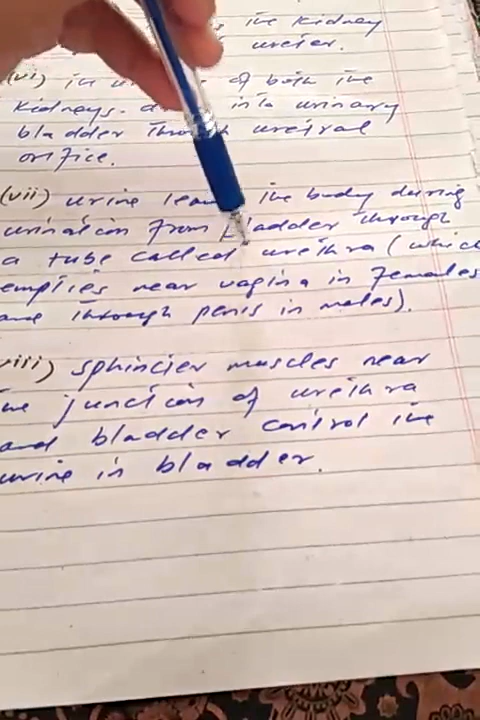 the kidney
ureter.
(vi) the of both the
kidneys. into urinary
bladder through uretral
orifice.
(vii) urine the body during
urination from bladder through
a tube called urethra (which
empties near vagina in females
and through penis in males).
viii) sphincter muscles near
the junction of urethra
and bladder control the
urine in bladder.